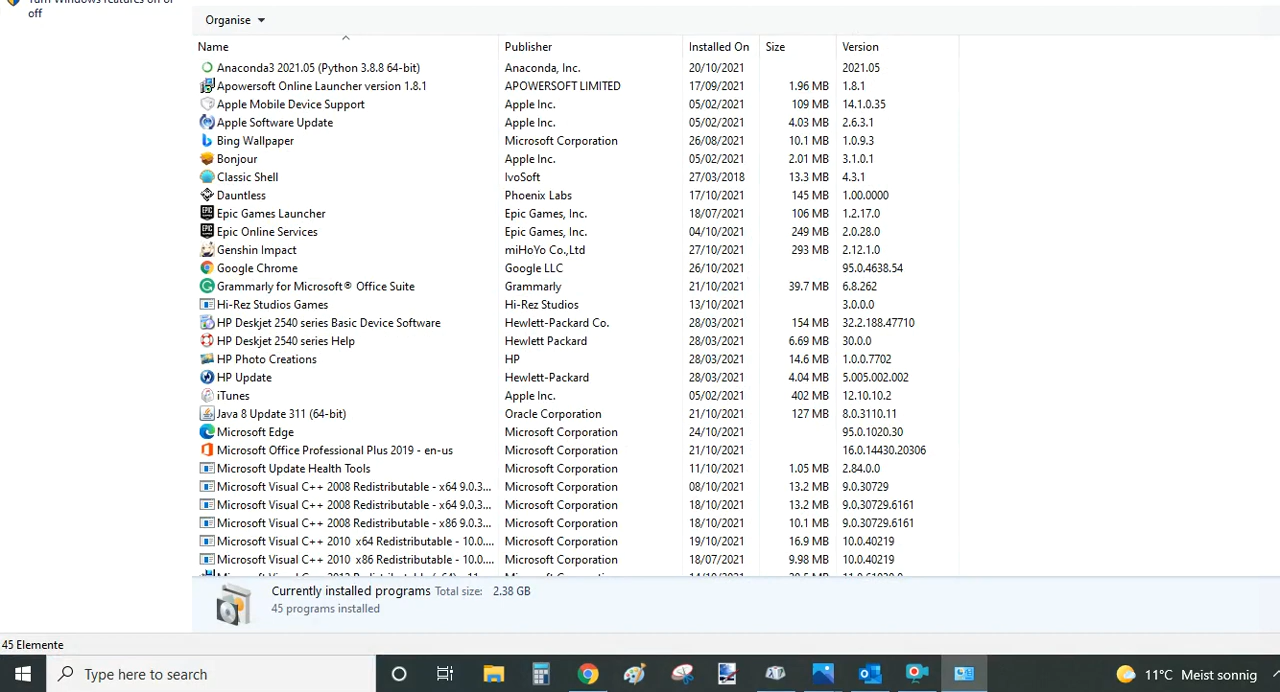 Turn Windows features on or
off
Organise
Name Publisher Installed On Size Version
Anaconda3 2021.05 (Python 3.8.8 64-bit) Anaconda, Inc. 20/10/2021 2021.05
Apowersoft Online Launcher version 1.8.1 APOWERSOFT LIMITED 17/09/2021 1.96 MB 1.8.1
Apple Mobile Device Support Apple Inc. 05/02/2021 109 MB 14.1.0.35
Apple Software Update Apple Inc. 05/02/2021 4.03 MB 2.6.3.1
Bing Wallpaper Microsoft Corporation 26/08/2021 10.1 MB 1.0.9.3
Bonjour Apple Inc. 05/02/2021 2.01 MB 3.1.0.1
Classic Shell IvoSoft 27/03/2018 13.3 MB 4.3.1
Dauntless Phoenix Labs 17/10/2021 145 MB 1.00.0000
Epic Games Launcher Epic Games, Inc. 18/07/2021 106 MB 1.2.17.0
Epic Online Services Epic Games, Inc. 04/10/2021 249 MB 2.0.28.0
Genshin Impact miHoYo Co.,Ltd 27/10/2021 293 MB 2.12.1.0
Google Chrome Google LLC 26/10/2021 95.0.4638.54
Grammarly for Microsoft® Office Suite Grammarly 21/10/2021 39.7 MB 6.8.262
Hi-Rez Studios Games Hi-Rez Studios 13/10/2021 3.0.0.0
HP Deskjet 2540 series Basic Device Software Hewlett-Packard Co. 28/03/2021 154 MB 32.2.188.47710
HP Deskjet 2540 series Help Hewlett Packard 28/03/2021 6.69 MB 30.0.0
HP Photo Creations HP 28/03/2021 14.6 MB 1.0.0.7702
HP Update Hewlett-Packard 28/03/2021 4.04 MB 5.005.002.002
iTunes Apple Inc. 05/02/2021 402 MB 12.10.10.2
Java 8 Update 311 (64-bit) Oracle Corporation 21/10/2021 127 MB 8.0.3110.11
Microsoft Edge Microsoft Corporation 24/10/2021 95.0.1020.30
Microsoft Office Professional Plus 2019 - en-us Microsoft Corporation 21/10/2021 16.0.14430.20306
Microsoft Update Health Tools Microsoft Corporation 11/10/2021 1.05 MB 2.84.0.0
Microsoft Visual C++ 2008 Redistributable - x64 9.0.3... Microsoft Corporation 08/10/2021 13.2 MB 9.0.30729
Microsoft Visual C++ 2008 Redistributable - x64 9.0.3... Microsoft Corporation 18/10/2021 13.2 MB 9.0.30729.6161
Microsoft Visual C++ 2008 Redistributable - x86 9.0.3... Microsoft Corporation 18/10/2021 10.1 MB 9.0.30729.6161
Microsoft Visual C++ 2010 x64 Redistributable - 10.0.... Microsoft Corporation 19/10/2021 16.9 MB 10.0.40219
Microsoft Visual C++ 2010 x86 Redistributable - 10.0.... Microsoft Corporation 18/07/2021 9.98 MB 10.0.40219
Currently installed programs Total size: 2.38 GB
45 programs installed
45 Elemente
Type here to search
11°C Meist sonnig